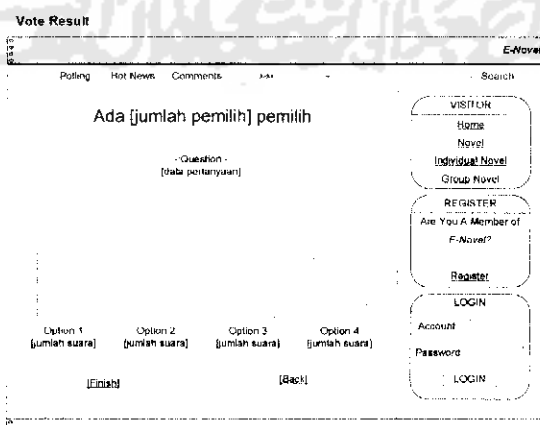 Vote Result
E-Novel
Polling Hot News Comments Search
Ada [jumlah pemilih] pemilih
- Question -
[data pertanyuan]
Option 1 Option 2 Option 3 Option 4
[jumlah suara] [jumlah suara] [jumlah suara] [jumlah suara]
[Finish] [Back]
VISITOR
Home
Novel
Individual Novel
Group Novel
REGISTER
Are You A Member of
E-Novel?
Register
LOGIN
Account
Password
LOGIN